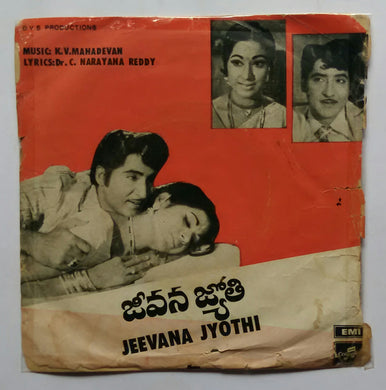 D V S PRODUCTIONS
MUSIC: K.V.MAHADEVAN
LYRICS:Dr. C. NARAYANA REDDY
జీవన జ్యోతి
JEEVANA JYOTHI
EMI